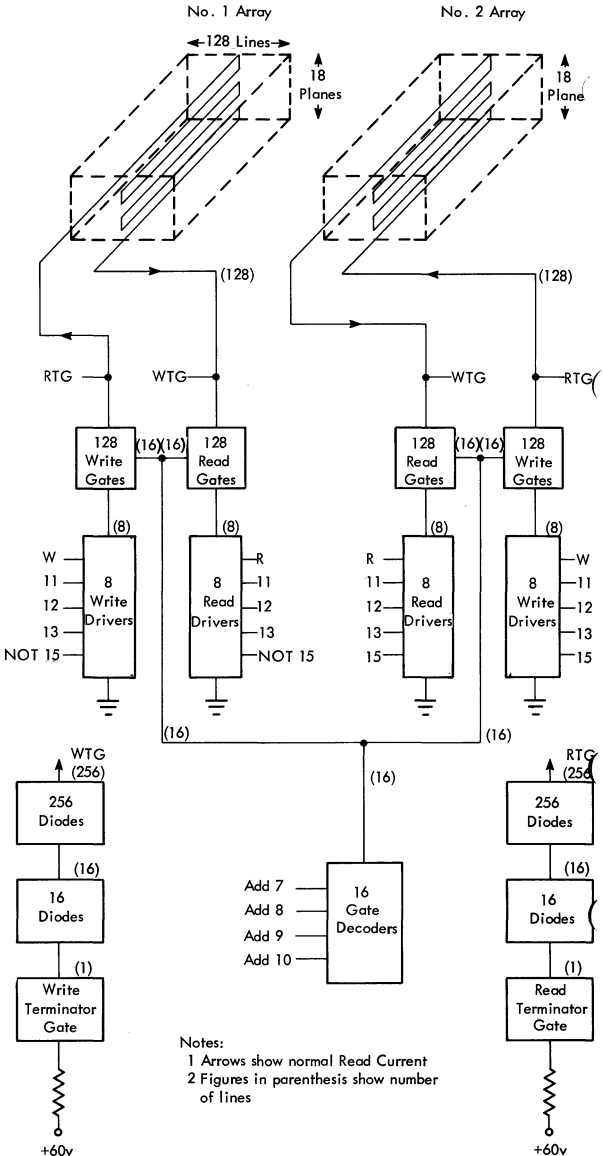 No. 1 Array
No. 2 Array
128 Lines
18
Planes
18
Plane
(128)
(128)
RTG
WTG
WTG
RTG
128
Write
Gates
(16)
(16)
128
Read
Gates
128
Read
Gates
(16)
(16)
128
Write
Gates
(8)
(8)
(8)
(8)
W
11
12
13
NOT 15
8
Write
Drivers
8
Read
Drivers
R
11
12
13
NOT 15
R
11
12
13
15
8
Read
Drivers
8
Write
Drivers
W
11
12
13
15
(16)
(16)
(16)
WTG
(256)
256
Diodes
(16)
16
Diodes
(1)
Write
Terminator
Gate
+60v
Add 7
Add 8
Add 9
Add 10
16
Gate
Decoders
RTG
(256
256
Diodes
(16)
16
Diodes
(1)
Read
Terminator
Gate
+60v
Notes:
1 Arrows show normal Read Current
2 Figures in parenthesis show number
of lines